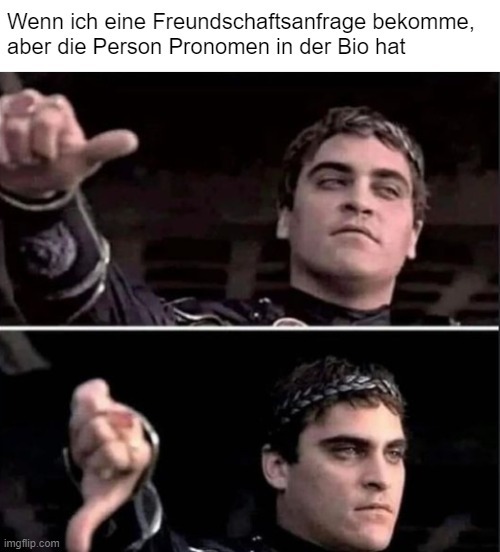 Wenn ich eine Freundschaftsanfrage bekomme,
aber die Person Pronomen in der Bio hat
imgflip.com